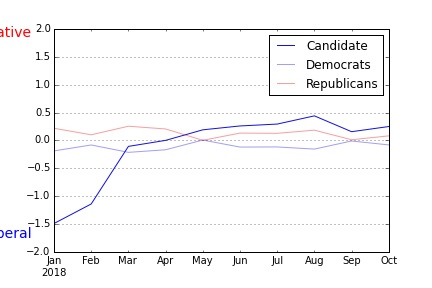 ative
2.0
1.5
1.0
0.5
0.0
−0.5
−1.0
−1.5
−2.0
beral
Candidate
Democrats
Republicans
Jan Feb Mar Apr May Jun Jul Aug Sep Oct
2018